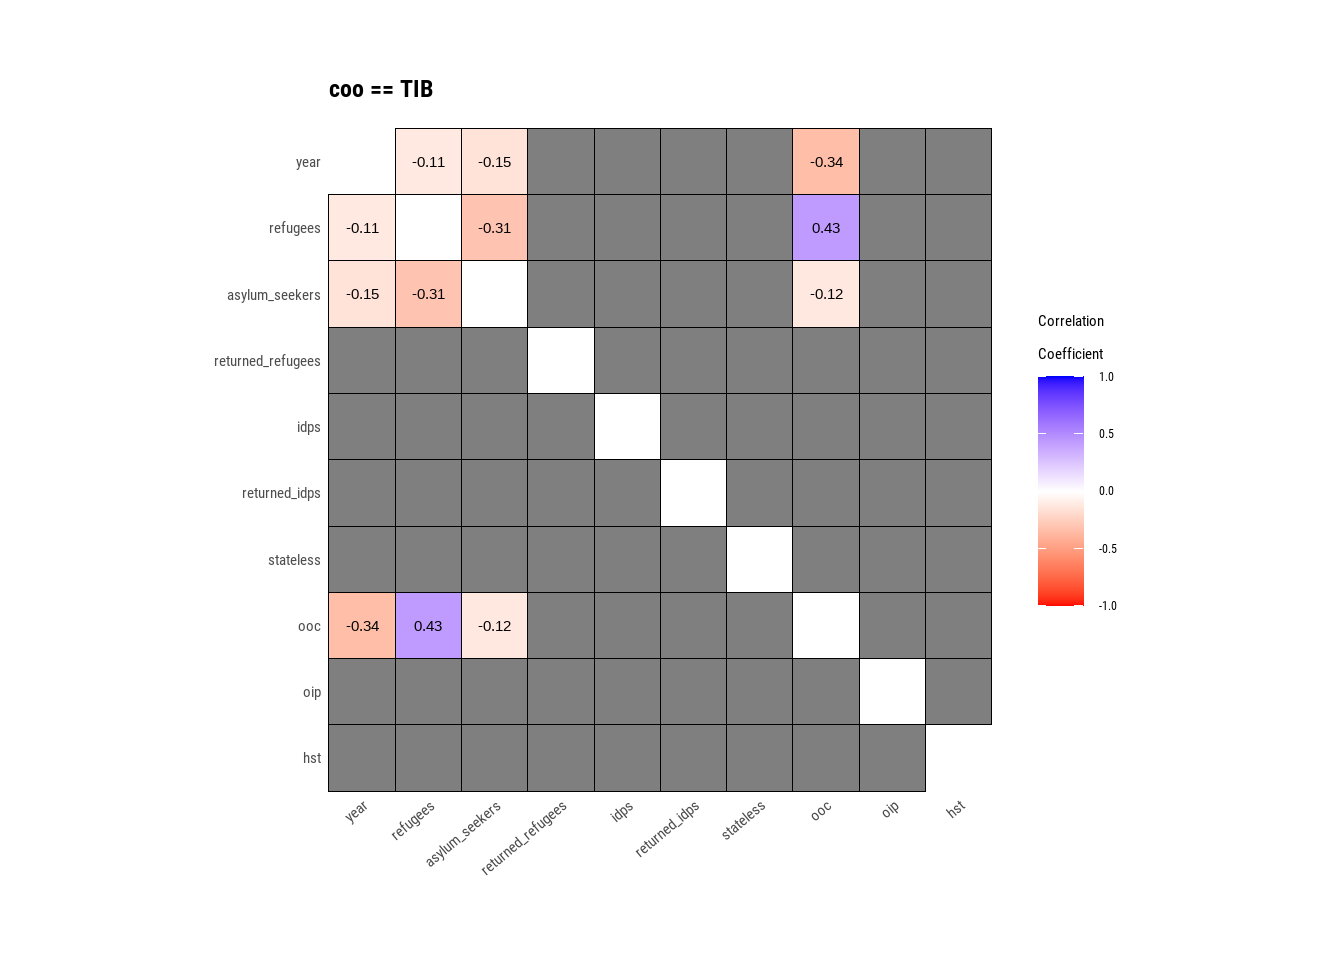 coo == TIB
year -0.11 -0.15 -0.34
refugees -0.11 -0.31 0.43
asylum_seekers -0.15 -0.31 -0.12
returned_refugees
idps
returned_idps
stateless
ooc -0.34 0.43 -0.12
oip
hst
year refugees asylum_seekers returned_refugees idps returned_idps stateless ooc oip hst
Correlation
Coefficient
1.0
0.5
0.0
-0.5
-1.0